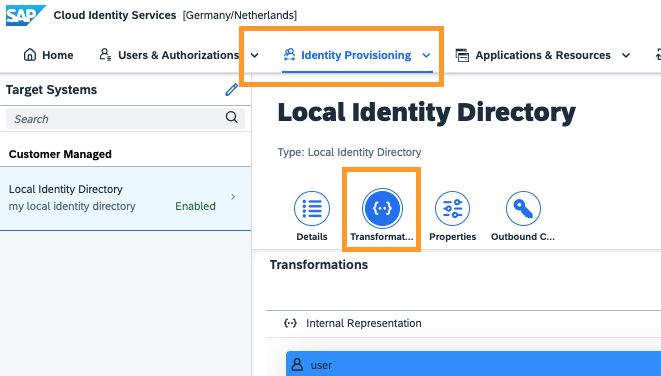 SAP Cloud Identity Services [Germany/Netherlands]
Home Users & Authorizations Identity Provisioning Applications & Resources
Target Systems
Search
Customer Managed
Local Identity Directory
my local identity directory Enabled
Local Identity Directory
Type: Local Identity Directory
Details Transformat... Properties Outbound C...
Transformations
Internal Representation
user